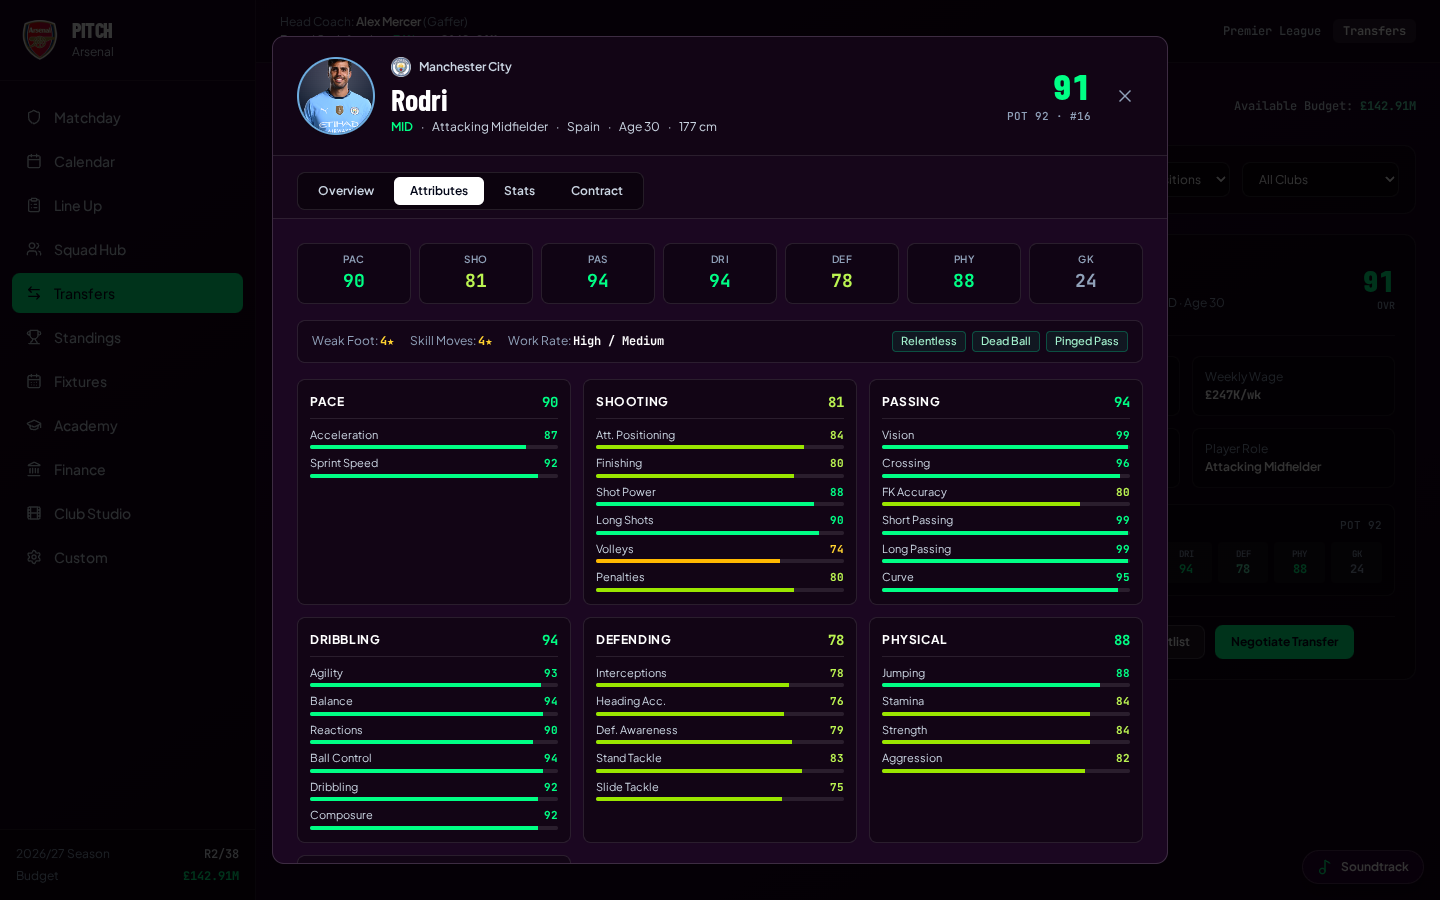 PITCH
Arsenal
Head Coach: Alex Mercer (Gaffer)
Premier League
Transfers
Available Budget: £142.91M
Matchday
Calendar
Line Up
Squad Hub
Transfers
Standings
Fixtures
Academy
Finance
Club Studio
Custom
2026/27 Season R2/38
Budget £142.91M
Manchester City
Rodri
MID · Attacking Midfielder · Spain · Age 30 · 177 cm
91
POT 92 · #16
Overview
Attributes
Stats
Contract
PAC 90
SHO 81
PAS 94
DRI 94
DEF 78
PHY 88
GK 24
Weak Foot: 4★ Skill Moves: 4★ Work Rate: High / Medium
Relentless
Dead Ball
Pinged Pass
PACE 90
Acceleration 87
Sprint Speed 92
SHOOTING 81
Att. Positioning 84
Finishing 80
Shot Power 88
Long Shots 90
Volleys 74
Penalties 80
PASSING 94
Vision 99
Crossing 96
FK Accuracy 80
Short Passing 99
Long Passing 99
Curve 95
DRIBBLING 94
Agility 93
Balance 94
Reactions 90
Ball Control 94
Dribbling 92
Composure 92
DEFENDING 78
Interceptions 78
Heading Acc. 76
Def. Awareness 79
Stand Tackle 83
Slide Tackle 75
PHYSICAL 88
Jumping 88
Stamina 84
Strength 84
Aggression 82
itions
All Clubs
91
OVR
D · Age 30
Weekly Wage
£247K/wk
Player Role
Attacking Midfielder
POT 92
DRI 94
DEF 78
PHY 88
GK 24
tlist
Negotiate Transfer
Soundtrack